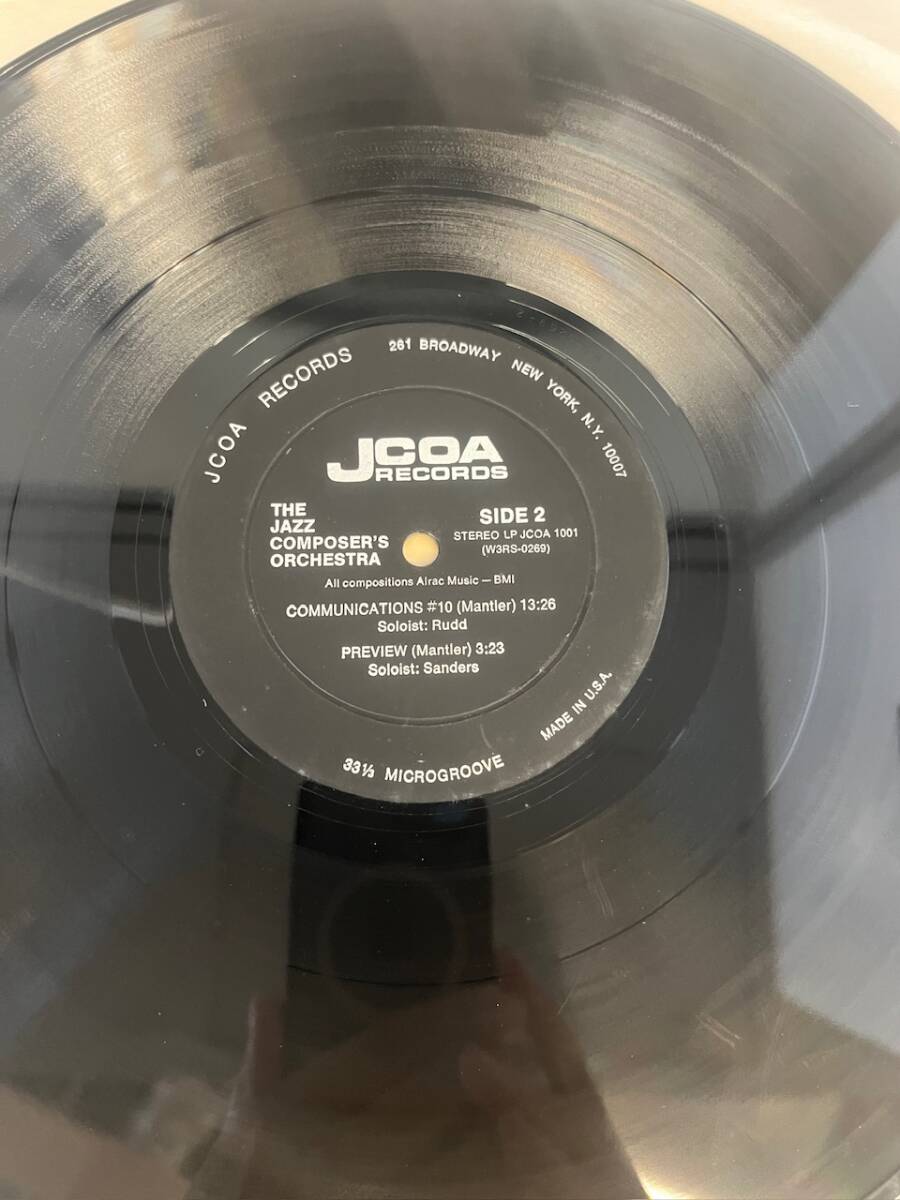 JCOA RECORDS 261 BROADWAY NEW YORK, N.Y. 10007
JCOA
RECORDS
THE
JAZZ
COMPOSER'S
ORCHESTRA
SIDE 2
STEREO LP JCOA 1001
(W3RS-0269)
All compositions Alrac Music — BMI
COMMUNICATIONS #10 (Mantler) 13:26
Soloist: Rudd
PREVIEW (Mantler) 3:23
Soloist: Sanders
33⅓ MICROGROOVE
MADE IN U.S.A.